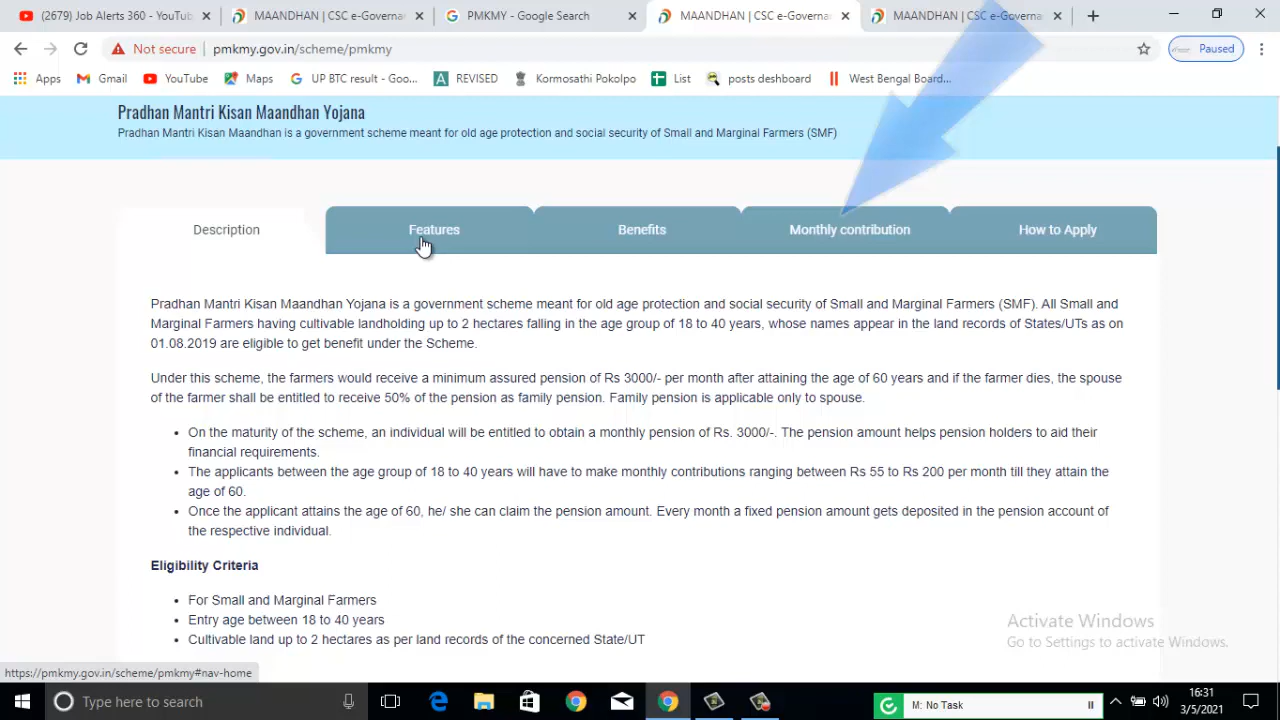 (2679) Job Alerts 360 - YouTub
MAANDHAN | CSC e-Governa
PMKMY - Google Search
MAANDHAN | CSC e-Governa
MAANDHAN | CSC e-Governa
Not secure | pmkmy.gov.in/scheme/pmkmy
Paused
Apps
Gmail
YouTube
Maps
UP BTC result - Goo...
REVISED
Kormosathi Pokolpo
List
posts deshboard
West Bengal Board...
Pradhan Mantri Kisan Maandhan Yojana
Pradhan Mantri Kisan Maandhan is a government scheme meant for old age protection and social security of Small and Marginal Farmers (SMF)
Description
Features
Benefits
Monthly contribution
How to Apply
Pradhan Mantri Kisan Maandhan Yojana is a government scheme meant for old age protection and social security of Small and Marginal Farmers (SMF). All Small and
Marginal Farmers having cultivable landholding up to 2 hectares falling in the age group of 18 to 40 years, whose names appear in the land records of States/UTs as on
01.08.2019 are eligible to get benefit under the Scheme.
Under this scheme, the farmers would receive a minimum assured pension of Rs 3000/- per month after attaining the age of 60 years and if the farmer dies, the spouse
of the farmer shall be entitled to receive 50% of the pension as family pension. Family pension is applicable only to spouse.
• On the maturity of the scheme, an individual will be entitled to obtain a monthly pension of Rs. 3000/-. The pension amount helps pension holders to aid their
financial requirements.
• The applicants between the age group of 18 to 40 years will have to make monthly contributions ranging between Rs 55 to Rs 200 per month till they attain the
age of 60.
• Once the applicant attains the age of 60, he/ she can claim the pension amount. Every month a fixed pension amount gets deposited in the pension account of
the respective individual.
Eligibility Criteria
• For Small and Marginal Farmers
• Entry age between 18 to 40 years
• Cultivable land up to 2 hectares as per land records of the concerned State/UT
Activate Windows
Go to Settings to activate Windows.
https://pmkmy.gov.in/scheme/pmkmy#nav-home
Type here to search
M: No Task
16:31
3/5/2021